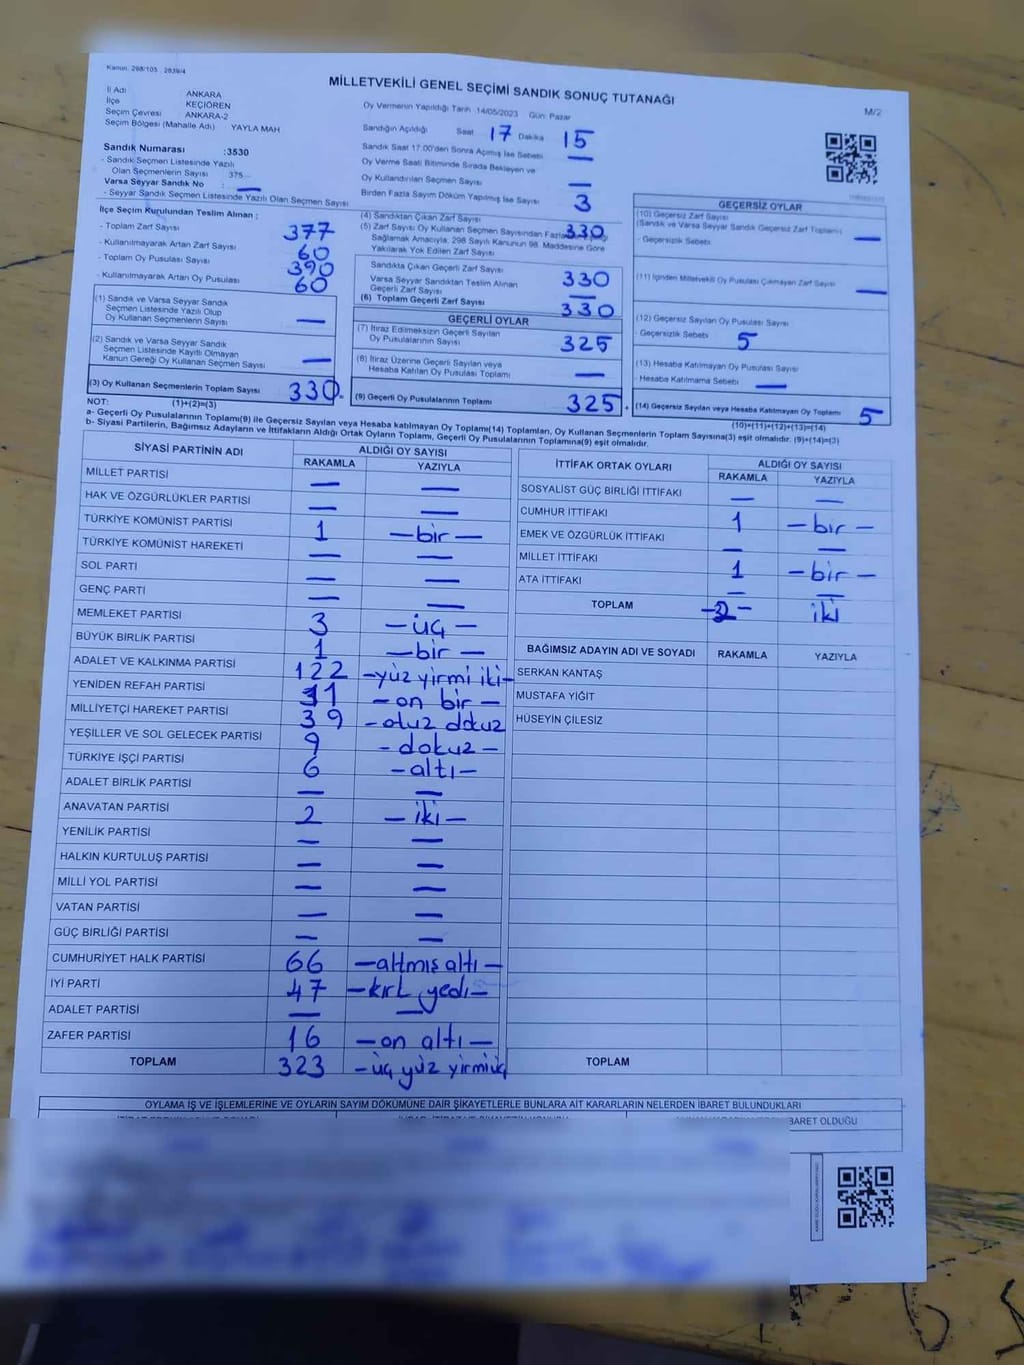 Kanun: 298/105 , 2839/4
MİLLETVEKİLİ GENEL SEÇİMİ SANDIK SONUÇ TUTANAĞI
M/2
İl Adı ANKARA
İlçe KEÇİÖREN
Seçim Çevresi ANKARA-2
Seçim Bölgesi (Mahalle Adı) YAYLA MAH
Sandık Numarası :3530
- Sandık Seçmen Listesinde Yazılı
Olan Seçmenlerin Sayısı 375
Varsa Seyyar Sandık No : —
- Seyyar Sandık Seçmen Listesinde Yazılı Olan Seçmen Sayısı
Oy Vermenin Yapıldığı Tarih :14/05/2023 Gün: Pazar
Sandığın Açıldığı Saat 17 Dakika 15
Sandık Saat 17.00'den Sonra Açılmış İse Sebebi —
Oy Verme Saati Bitiminde Sırada Bekleyen ve
Oy Kullandırılan Seçmen Sayısı —
Birden Fazla Sayım Döküm Yapılmış İse Sayısı 3
İlçe Seçim Kurulundan Teslim Alınan :
- Toplam Zarf Sayısı 377
- Kullanılmayarak Artan Zarf Sayısı 60
- Toplam Oy Pusulası Sayısı 390
- Kullanılmayarak Artan Oy Pusulası 60
(1) Sandık ve Varsa Seyyar Sandık
Seçmen Listesinde Yazılı Olup
Oy Kullanan Seçmenlerin Sayısı —
(2) Sandık ve Varsa Seyyar Sandık
Seçmen Listesinde Kayıtlı Olmayan
Kanun Gereği Oy Kullanan Seçmen Sayısı —
(3) Oy Kullanan Seçmenlerin Toplam Sayısı 330
(4) Sandıktan Çıkan Zarf Sayısı 330
(5) Zarf Sayısı Oy Kullanan Seçmen Sayısından
Sağlamak Amacıyla, 298 Sayılı Kanunun 98. Maddesine Göre
Yakılarak Yok Edilen Zarf Sayısı
Sandıkta Çıkan Geçerli Zarf Sayısı 330
Varsa Seyyar Sandıktan Teslim Alınan
Geçerli Zarf Sayısı —
(6) Toplam Geçerli Zarf Sayısı 330
GEÇERLİ OYLAR
(7) İtiraz Edilmeksizin Geçerli Sayılan
Oy Pusulalarının Sayısı 325
(8) İtiraz Üzerine Geçerli Sayılan veya
Hesaba Katılan Oy Pusulası Toplamı —
(9) Geçerli Oy Pusulalarının Toplamı 325
GEÇERSİZ OYLAR
(10) Geçersiz Zarf Sayısı
(Sandık ve Varsa Seyyar Sandık Geçersiz Zarf Toplamı) —
- Geçersizlik Sebebi
(11) İçinden Milletvekili Oy Pusulası Çıkmayan Zarf Sayısı —
(12) Geçersiz Sayılan Oy Pusulası Sayısı
- Geçersizlik Sebebi 5
(13) Hesaba Katılmayan Oy Pusulası Sayısı
- Hesaba Katılmama Sebebi —
(14) Geçersiz Sayılan veya Hesaba Katılmayan Oy Toplamı 5
NOT: (1)+(2)=(3) (10)+(11)+(12)+(13)=(14)
a- Geçerli Oy Pusulalarının Toplamı(9) ile Geçersiz Sayılan veya Hesaba katılmayan Oy Toplamı(14) Toplamları, Oy Kullanan Seçmenlerin Toplam Sayısına(3) eşit olmalıdır. (9)+(14)=(3)
b- Siyasi Partilerin, Bağımsız Adayların ve İttifakların Aldığı Ortak Oyların Toplamı, Geçerli Oy Pusulalarının Toplamına(9) eşit olmalıdır.
SİYASİ PARTİNİN ADI ALDIĞI OY SAYISI
RAKAMLA YAZIYLA
MİLLET PARTİSİ — —
HAK VE ÖZGÜRLÜKLER PARTİSİ — —
TÜRKİYE KOMÜNİST PARTİSİ 1 — bir —
TÜRKİYE KOMÜNİST HAREKETİ — —
SOL PARTİ — —
GENÇ PARTİ — —
MEMLEKET PARTİSİ 3 — üç —
BÜYÜK BİRLİK PARTİSİ 1 — bir —
ADALET VE KALKINMA PARTİSİ 122 — yüz yirmi iki —
YENİDEN REFAH PARTİSİ 11 — on bir —
MİLLİYETÇİ HAREKET PARTİSİ 39 — otuz dokuz
YEŞİLLER VE SOL GELECEK PARTİSİ 9 — dokuz —
TÜRKİYE İŞÇİ PARTİSİ 6 — altı —
ADALET BİRLİK PARTİSİ — —
ANAVATAN PARTİSİ 2 — iki —
YENİLİK PARTİSİ — —
HALKIN KURTULUŞ PARTİSİ — —
MİLLİ YOL PARTİSİ — —
VATAN PARTİSİ — —
GÜÇ BİRLİĞİ PARTİSİ — —
CUMHURİYET HALK PARTİSİ 66 — altmış altı —
İYİ PARTİ 47 — kırk yedi —
ADALET PARTİSİ — —
ZAFER PARTİSİ 16 — on altı —
TOPLAM 323 — üç yüz yirmi üç
İTTİFAK ORTAK OYLARI ALDIĞI OY SAYISI
RAKAMLA YAZIYLA
SOSYALİST GÜÇ BİRLİĞİ İTTİFAKI — —
CUMHUR İTTİFAKI 1 — bir —
EMEK VE ÖZGÜRLÜK İTTİFAKI — —
MİLLET İTTİFAKI 1 — bir —
ATA İTTİFAKI — —
TOPLAM — 2 — iki
BAĞIMSIZ ADAYIN ADI VE SOYADI RAKAMLA YAZIYLA
SERKAN KANTAŞ
MUSTAFA YİĞİT
HÜSEYİN ÇİLESİZ
TOPLAM
OYLAMA İŞ VE İŞLEMLERİNE VE OYLARIN SAYIM DÖKÜMÜNE DAİR ŞİKAYETLERLE BUNLARA AİT KARARLARIN NELERDEN İBARET BULUNDUKLARI
BARET OLDUĞU